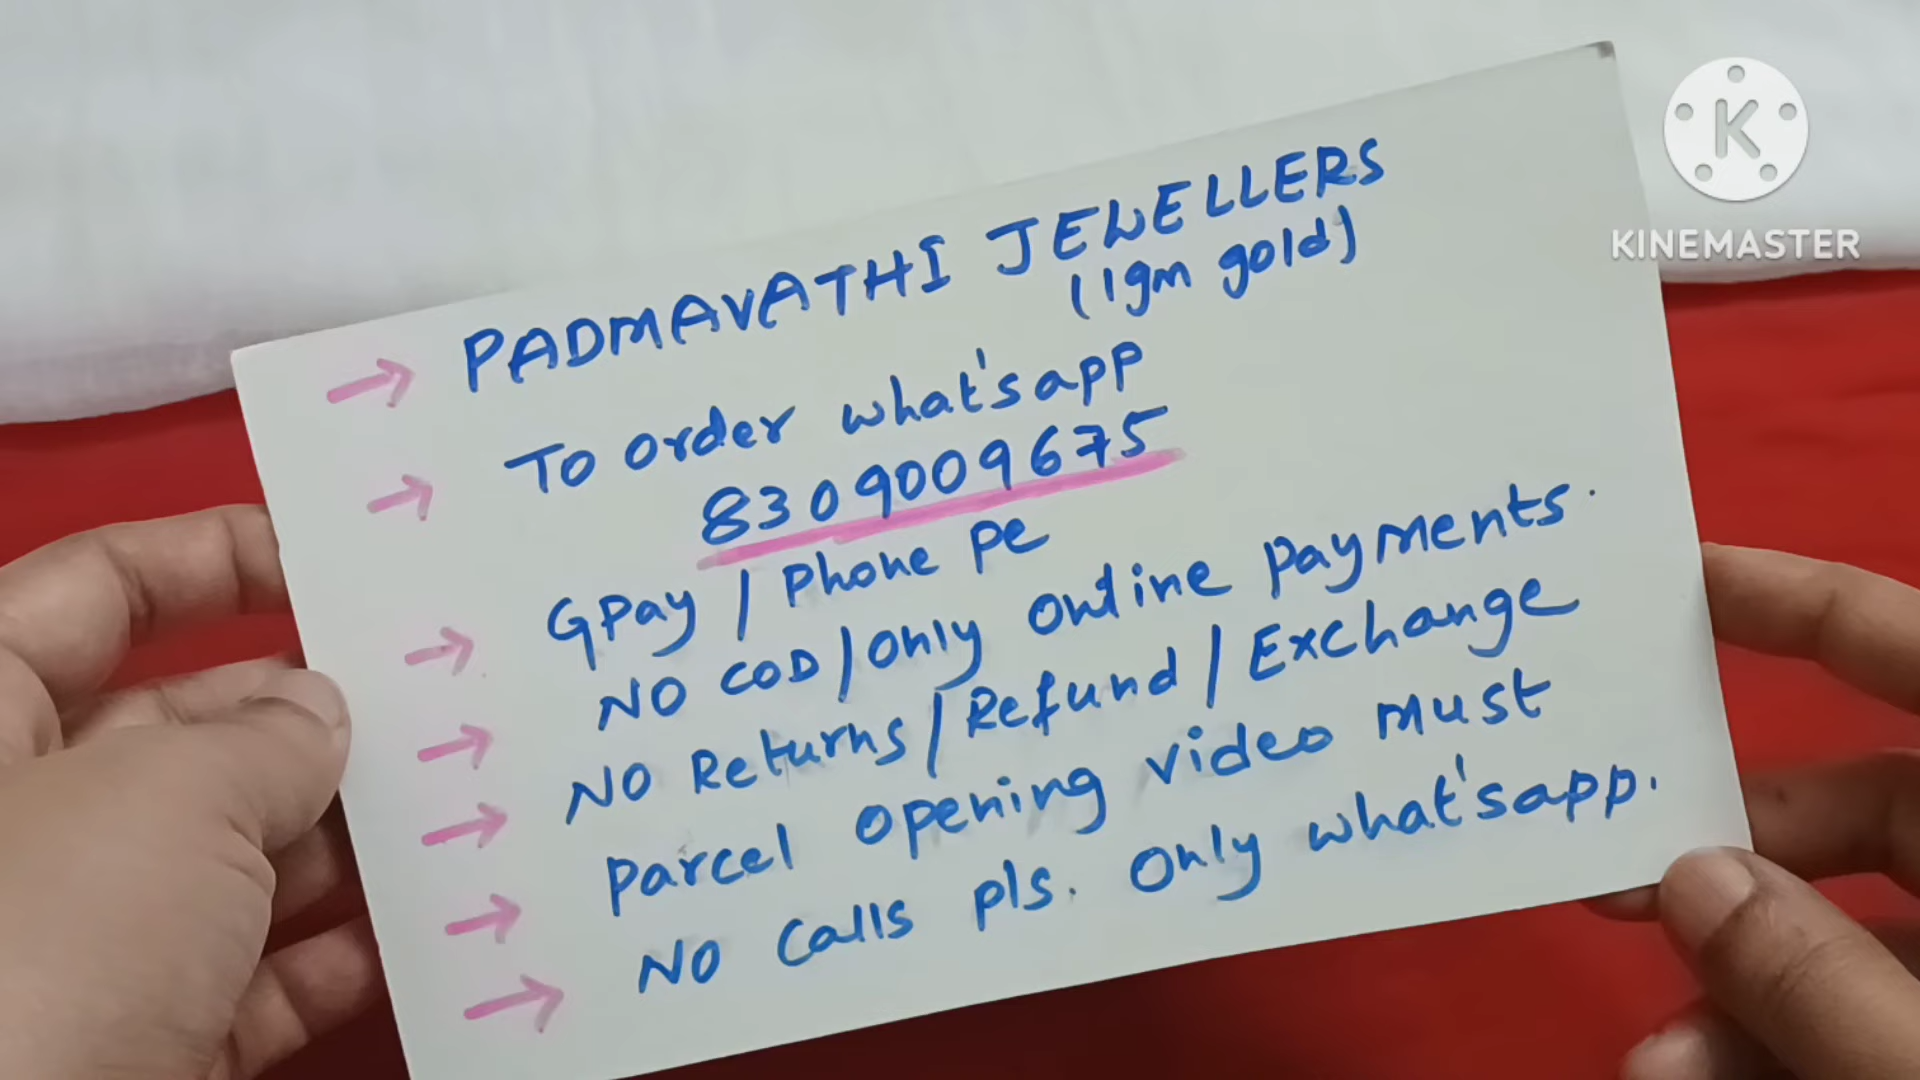 PADMAVATHI JEWELLERS
(1gm gold)
To order what'sapp
8309009675
GPay / Phone Pe
NO COD / Only Online Payments.
NO Returns / Refund / Exchange
Parcel opening video must
NO Calls pls. Only what'sapp.
K
KINEMASTER